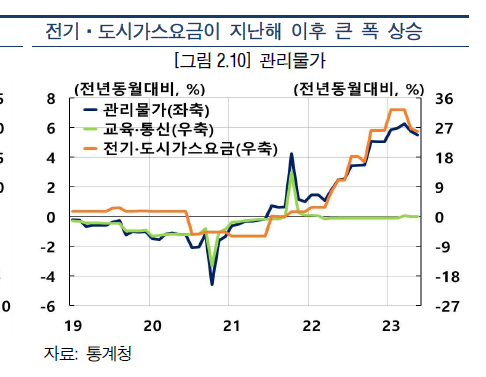 전기·도시가스요금이 지난해 이후 큰 폭 상승
[그림 2.10] 관리물가
(전년동월대비, %) (전년동월대비, %)
관리물가(좌축)
교육·통신(우축)
전기·도시가스요금(우축)
8 36
6 27
4 18
2 9
0 0
-2 -9
-4 -18
-6 -27
19 20 21 22 23
자료: 통계청